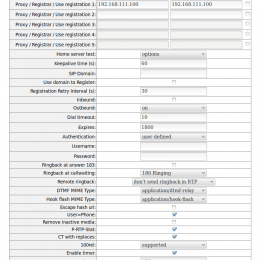 Proxy / Registrar / Use registration 1: 192.168.111.100 192.168.111.100
Proxy / Registrar / Use registration 2:
Proxy / Registrar / Use registration 3:
Proxy / Registrar / Use registration 4:
Proxy / Registrar / Use registration 5:
Home server test: options
Keepalive time (s): 60
SIP-Domain:
Use domain to Register:
Registration Retry Interval (s): 30
Inbound:
Outbound: on
Dial timeout: 10
Expires: 1800
Authentication: user defined
Username:
Password:
Ringback at answer 183:
Ringback at callwaiting: 180 Ringing
Remote ringback: don't send ringback in RTP
DTMF MIME Type: application/dtmf-relay
Hook flash MIME Type: application/hook-flash
Escape hash url:
User=Phone:
Remove inactive media:
P-RTP-Stat:
CT with replaces:
100rel: supported
Enable timer: